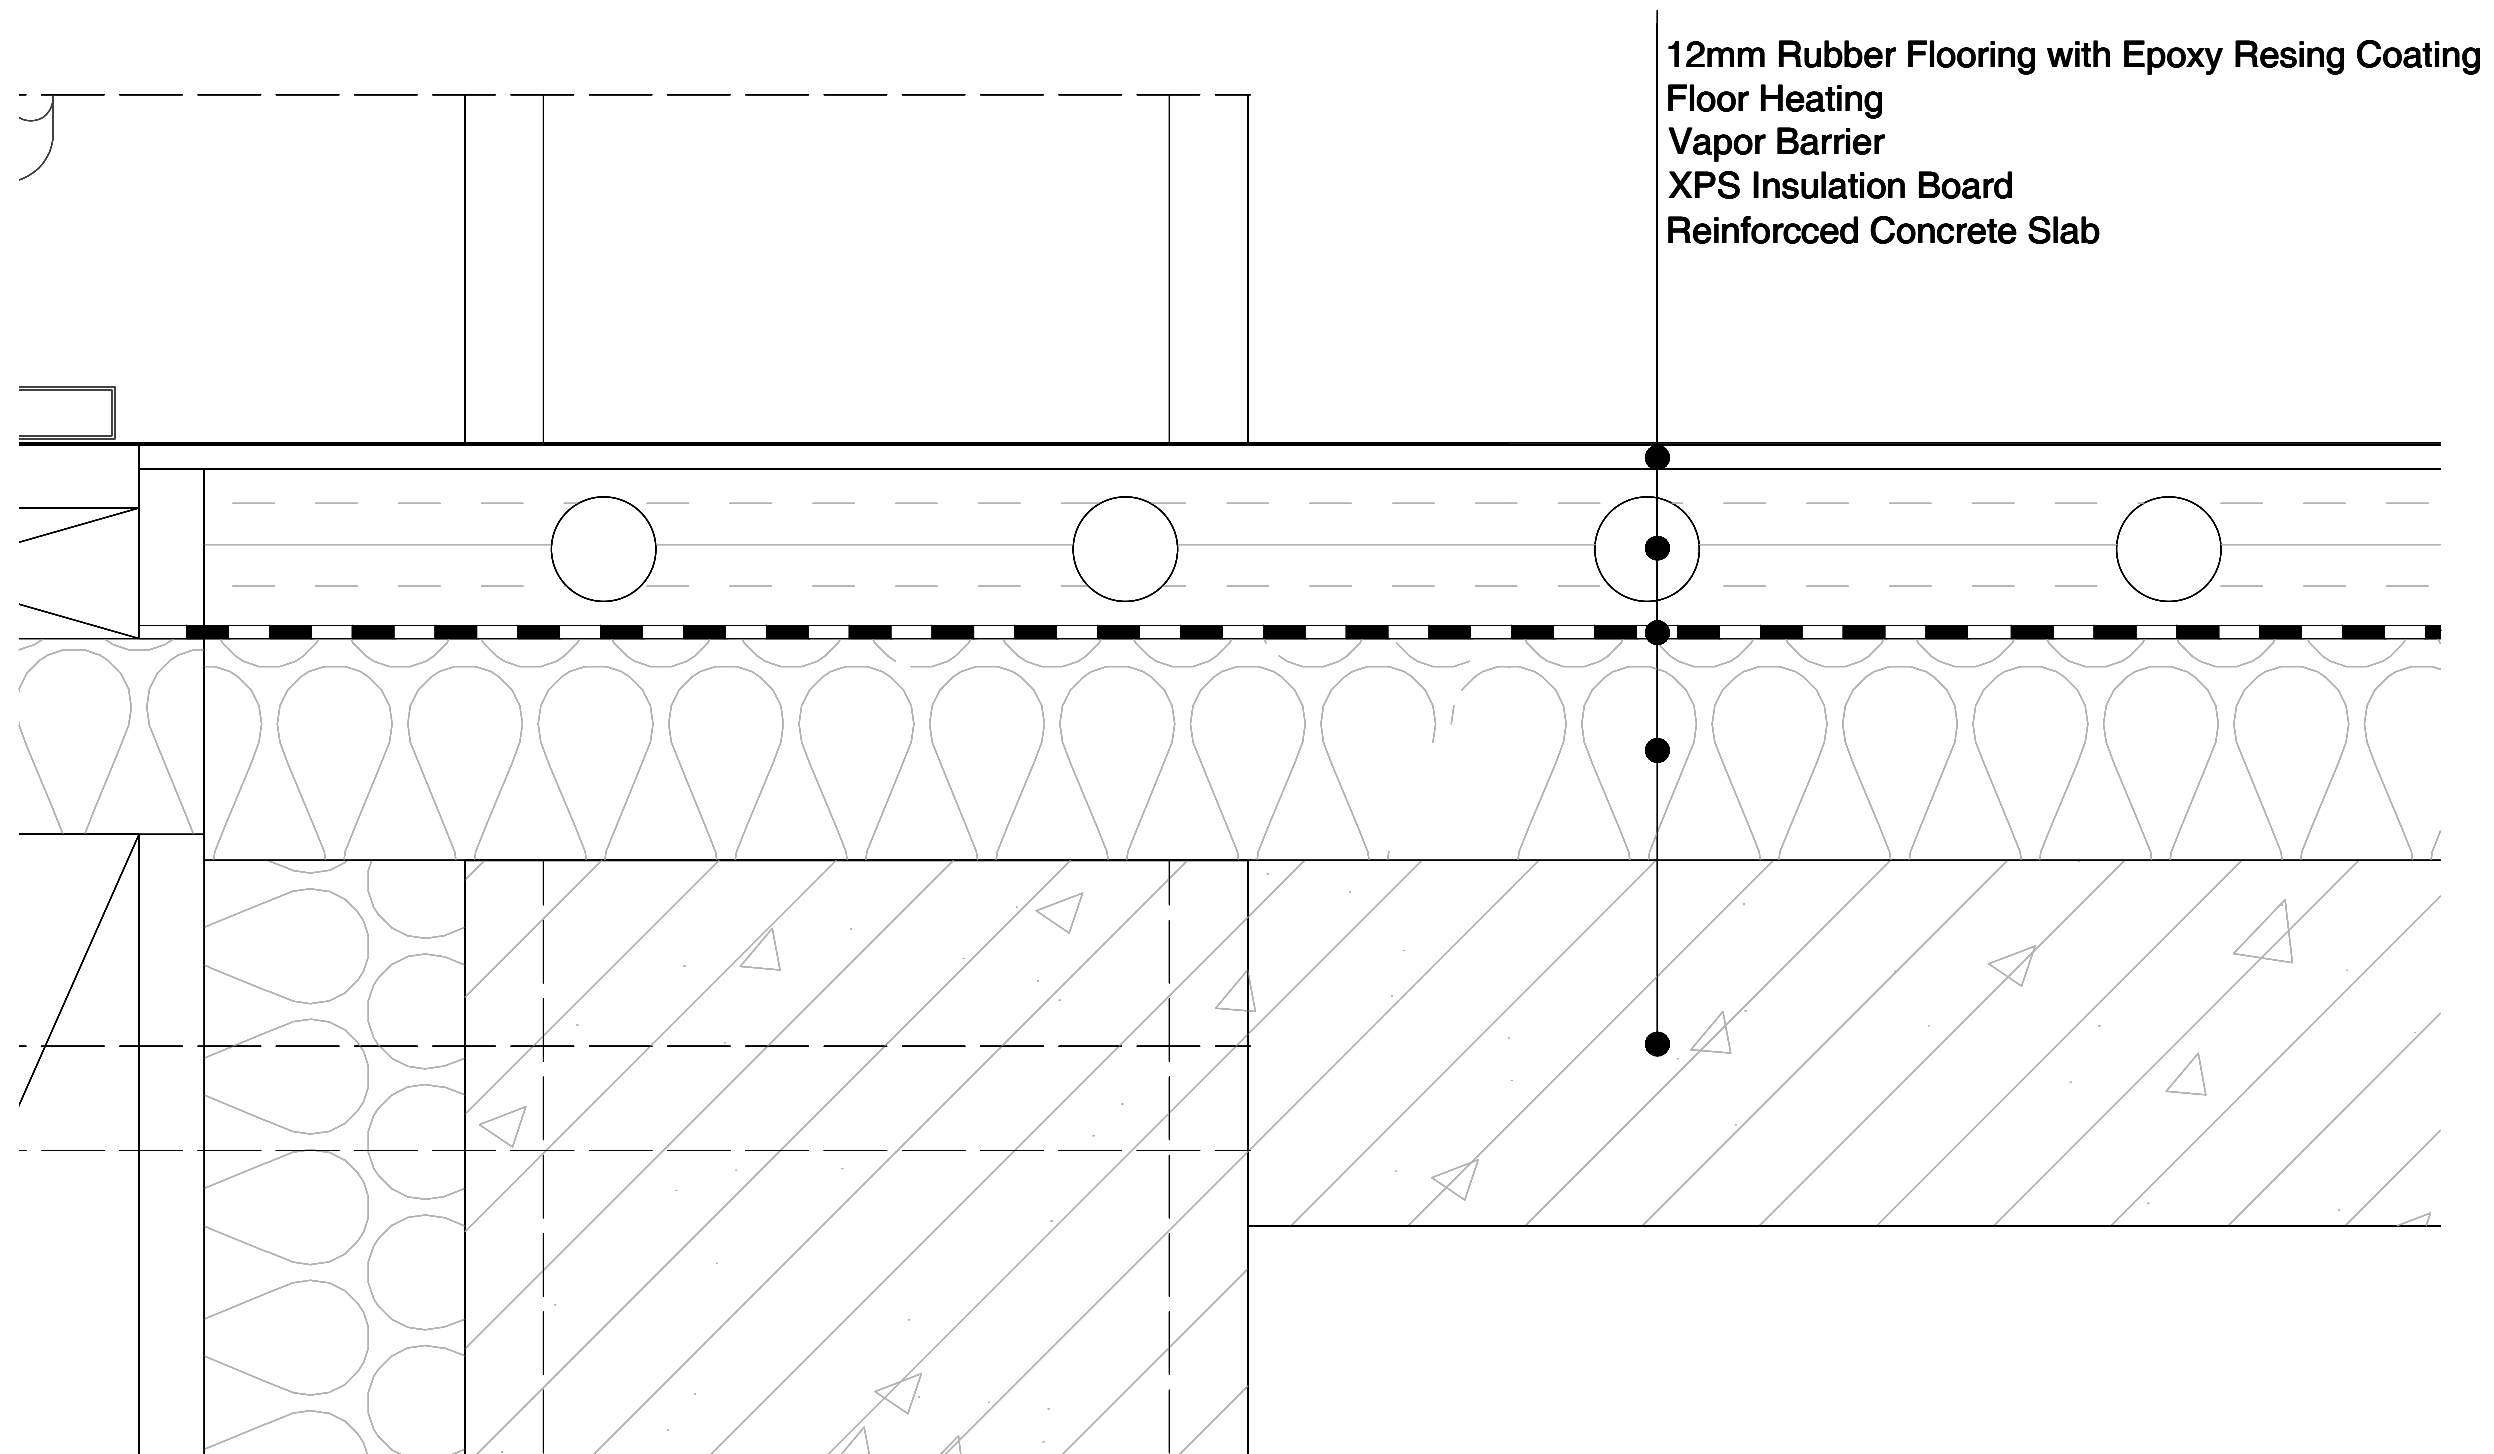 12mm Rubber Flooring with Epoxy Resing Coating
Floor Heating
Vapor Barrier
XPS Insulation Board
Reinforcced Concrete Slab